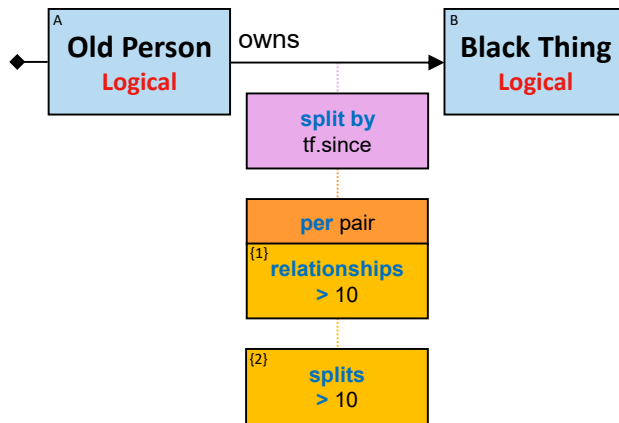 A
Old Person
Logical
owns
B
Black Thing
Logical
split by
tf.since
per pair
{1}
relationships
> 10
{2}
splits
> 10